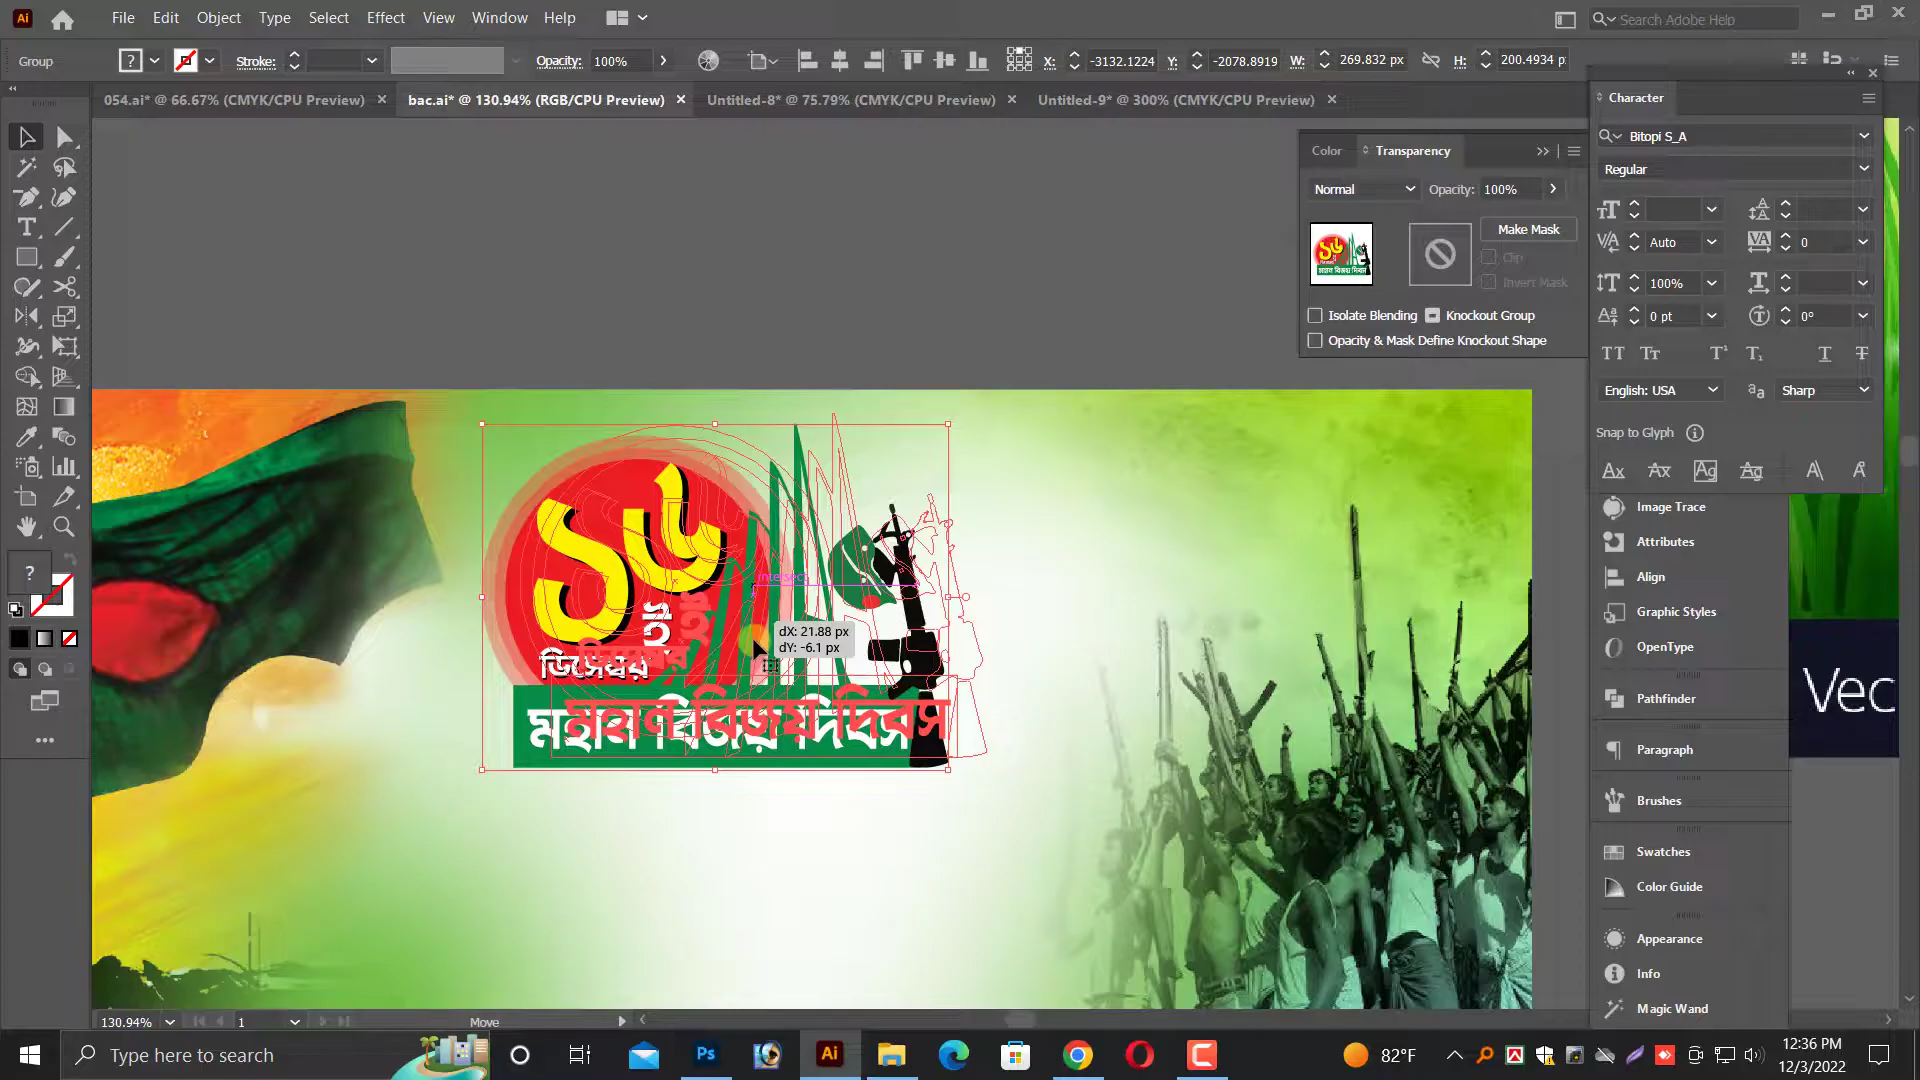 File Edit Object Type Select Effect View Window Help
Search Adobe Help
Group
Stroke:
Opacity: 100%
X: -3132.1224 Y: -2078.8919 W: 269.832 px H: 200.4934 p
054.ai* @ 66.67% (CMYK/CPU Preview)
bac.ai* @ 130.94% (RGB/CPU Preview)
Untitled-8* @ 75.79% (CMYK/CPU Preview)
Untitled-9* @ 300% (CMYK/CPU Preview)
Color Transparency
Normal Opacity: 100%
Make Mask
Clip
Invert Mask
Isolate Blending Knockout Group
Opacity & Mask Define Knockout Shape
Character
Bitopi S_A
Regular
Auto 0
100%
0 pt 0°
English: USA Sharp
Snap to Glyph
Image Trace
Attributes
Align
Graphic Styles
OpenType
Pathfinder
Paragraph
Brushes
Swatches
Color Guide
Appearance
Info
Magic Wand
Vec
১৬
ই
ডিসেম্বর
মহান বিজয় দিবস
intersect
dX: 21.88 px
dY: -6.1 px
130.94% 1 Move
Type here to search
82°F
12:36 PM
12/3/2022